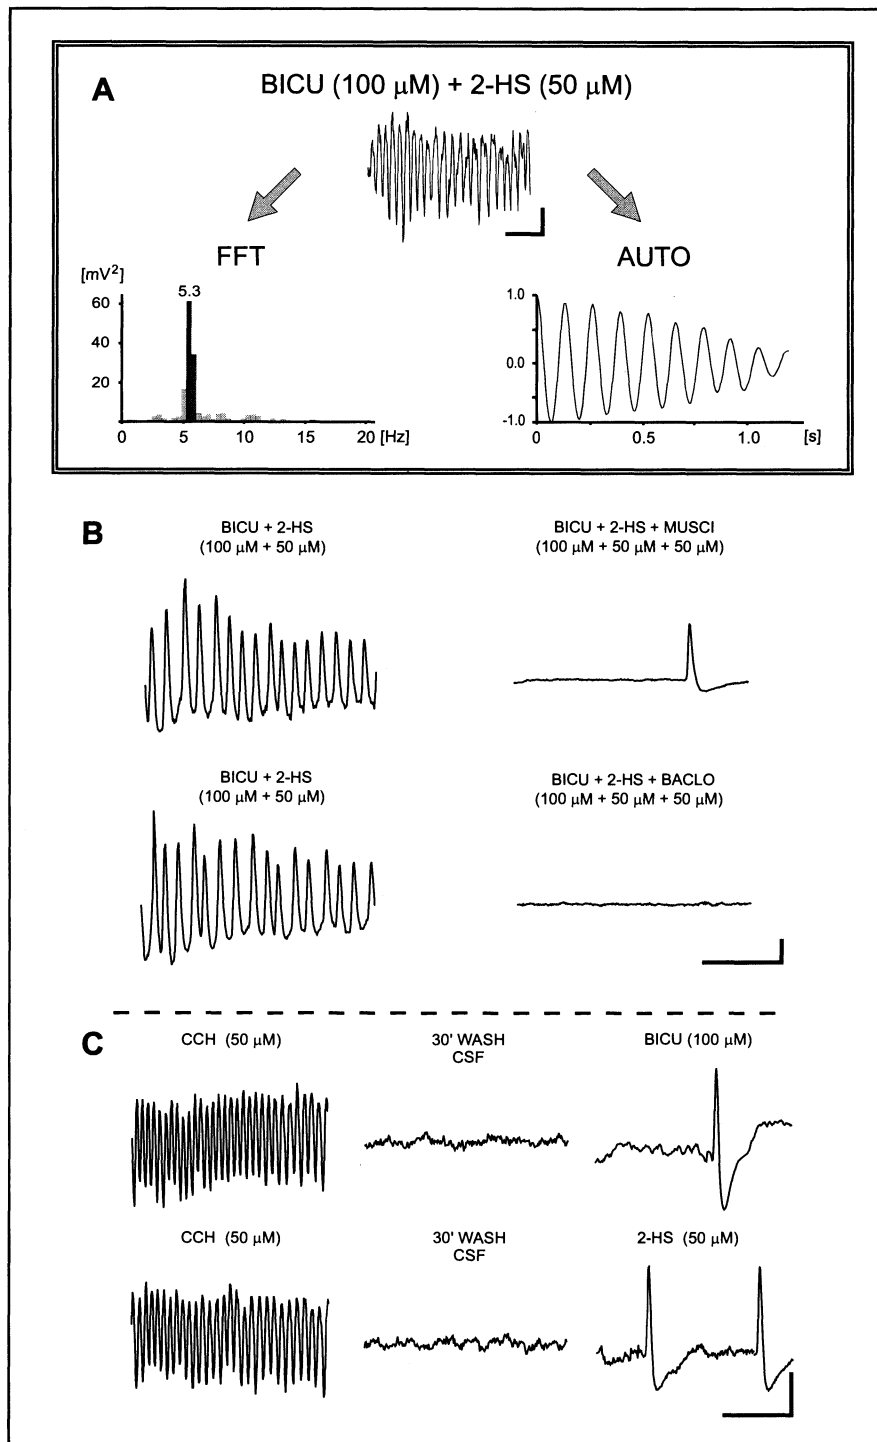 A
BICU (100 µM) + 2-HS (50 µM)
FFT
AUTO
[mV²]
5.3
60
40
20
0 5 10 15 20 [Hz]
1.0
0.0
-1.0
0 0.5 1.0 [s]
B
BICU + 2-HS
(100 µM + 50 µM)
BICU + 2-HS + MUSCI
(100 µM + 50 µM + 50 µM)
BICU + 2-HS
(100 µM + 50 µM)
BICU + 2-HS + BACLO
(100 µM + 50 µM + 50 µM)
C
CCH (50 µM)
30' WASH
CSF
BICU (100 µM)
CCH (50 µM)
30' WASH
CSF
2-HS (50 µM)